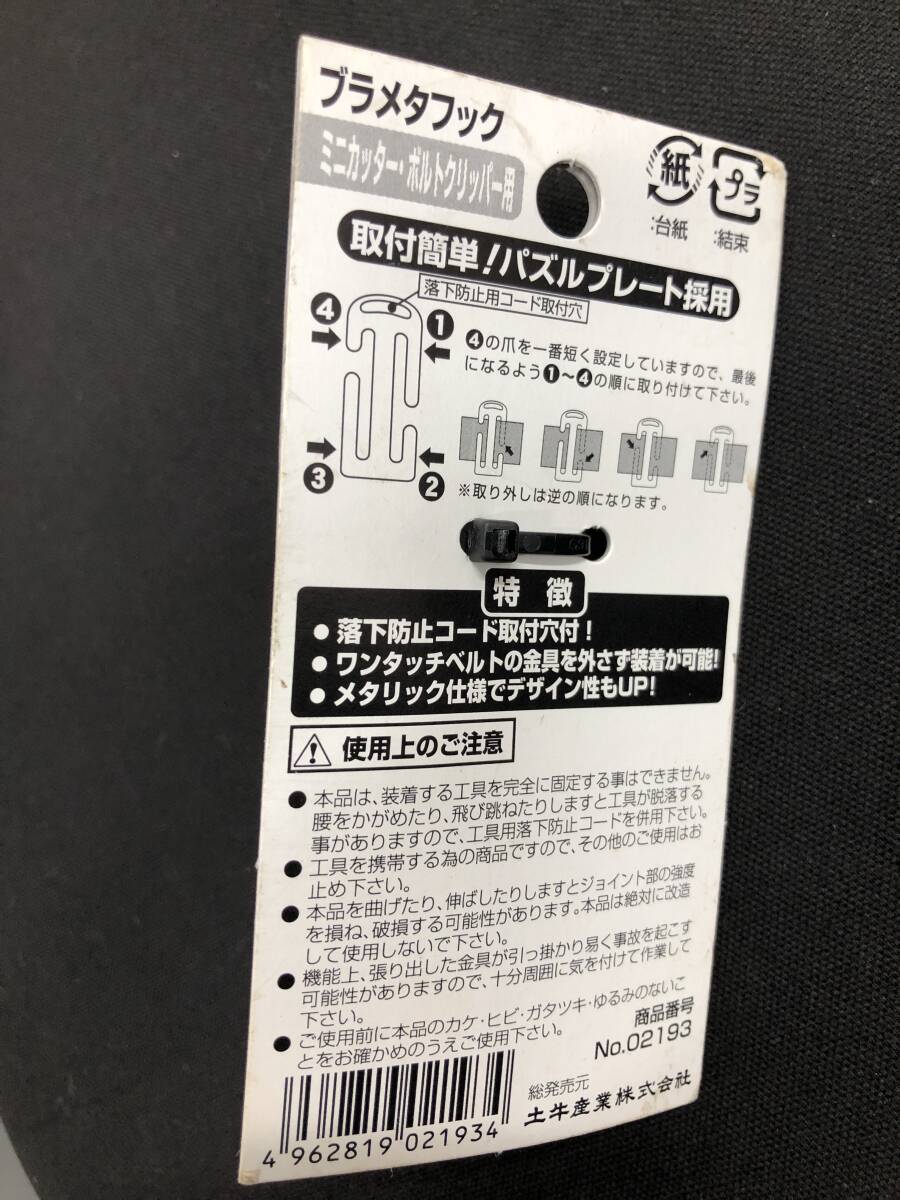 ブラメタフック
ミニカッター・ボルトクリッパー用
紙
:台紙
プラ
:結束
取付簡単!パズルプレート採用
落下防止用コード取付穴
④
①
③
②
④の爪を一番短く設定していますので、最後
になるよう①〜④の順に取り付けて下さい。
※取り外しは逆の順になります。
特 徴
●落下防止コード取付穴付!
●ワンタッチベルトの金具を外さず装着が可能!
●メタリック仕様でデザイン性もUP!
使用上のご注意
●本品は、装着する工具を完全に固定する事はできません。
腰をかがめたり、飛び跳ねたりしますと工具が脱落する
事がありますので、工具用落下防止コードを併用下さい。
●工具を携帯する為の商品ですので、その他のご使用はお
止め下さい。
●本品を曲げたり、伸ばしたりしますとジョイント部の強度
を損ね、破損する可能性があります。本品は絶対に改造
して使用しないで下さい。
●機能上、張り出した金具が引っ掛かり易く事故を起こす
可能性がありますので、十分周囲に気を付けて作業して
下さい。
●ご使用前に本品のカケ・ヒビ・ガタツキ・ゆるみのないこ
とをお確かめのうえご使用下さい。
商品番号
No.02193
総発売元
土牛産業株式会社
4 962819 021934